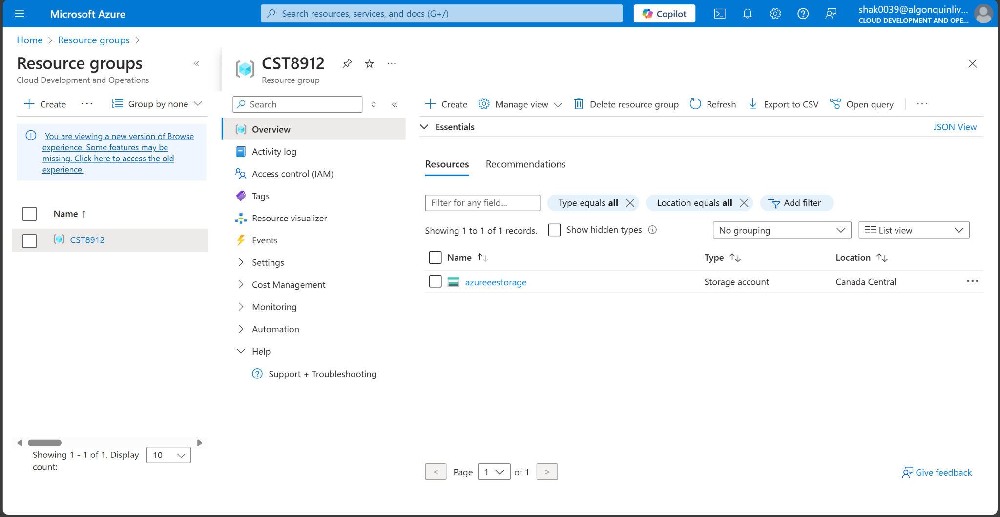 Microsoft Azure
Search resources, services, and docs (G+/)
Copilot
shak0039@algonquinliv...
CLOUD DEVELOPMENT AND OPE...
Home > Resource groups >
Resource groups
Cloud Development and Operations
Create
Group by none
You are viewing a new version of Browse
experience. Some features may be
missing. Click here to access the old
experience.
Name ↑
CST8912
Showing 1 - 1 of 1. Display
count:
10
CST8912
Resource group
Search
Overview
Activity log
Access control (IAM)
Tags
Resource visualizer
Events
Settings
Cost Management
Monitoring
Automation
Help
Support + Troubleshooting
Create
Manage view
Delete resource group
Refresh
Export to CSV
Open query
Essentials
JSON View
Resources
Recommendations
Filter for any field...
Type equals all
Location equals all
Add filter
Showing 1 to 1 of 1 records.
Show hidden types
No grouping
List view
Name ↑↓
Type ↑↓
Location ↑↓
azureeestorage
Storage account
Canada Central
< Page 1 of 1 >
Give feedback